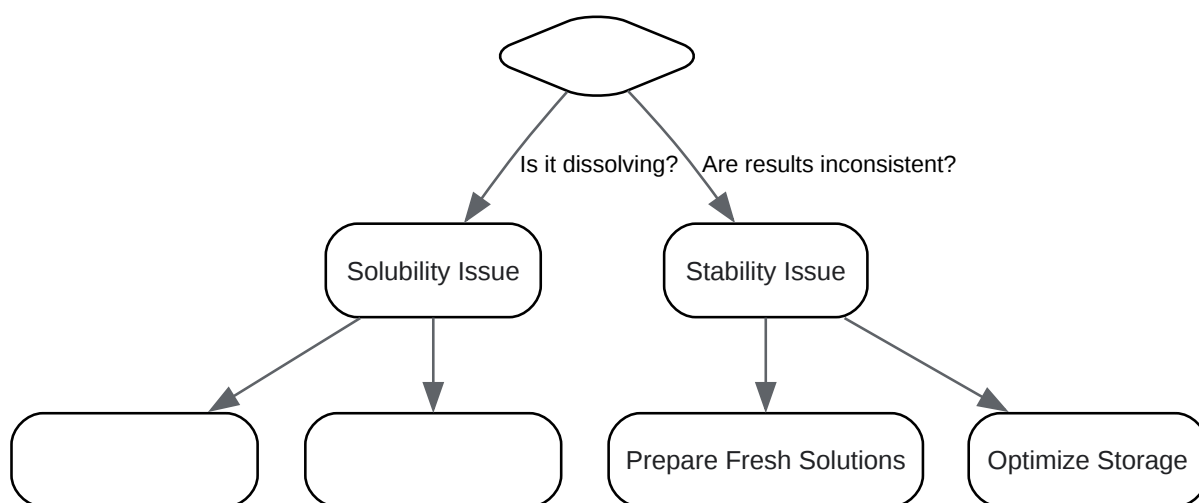 Is it dissolving?
Are results inconsistent?
Solubility Issue
Stability Issue
Prepare Fresh Solutions
Optimize Storage